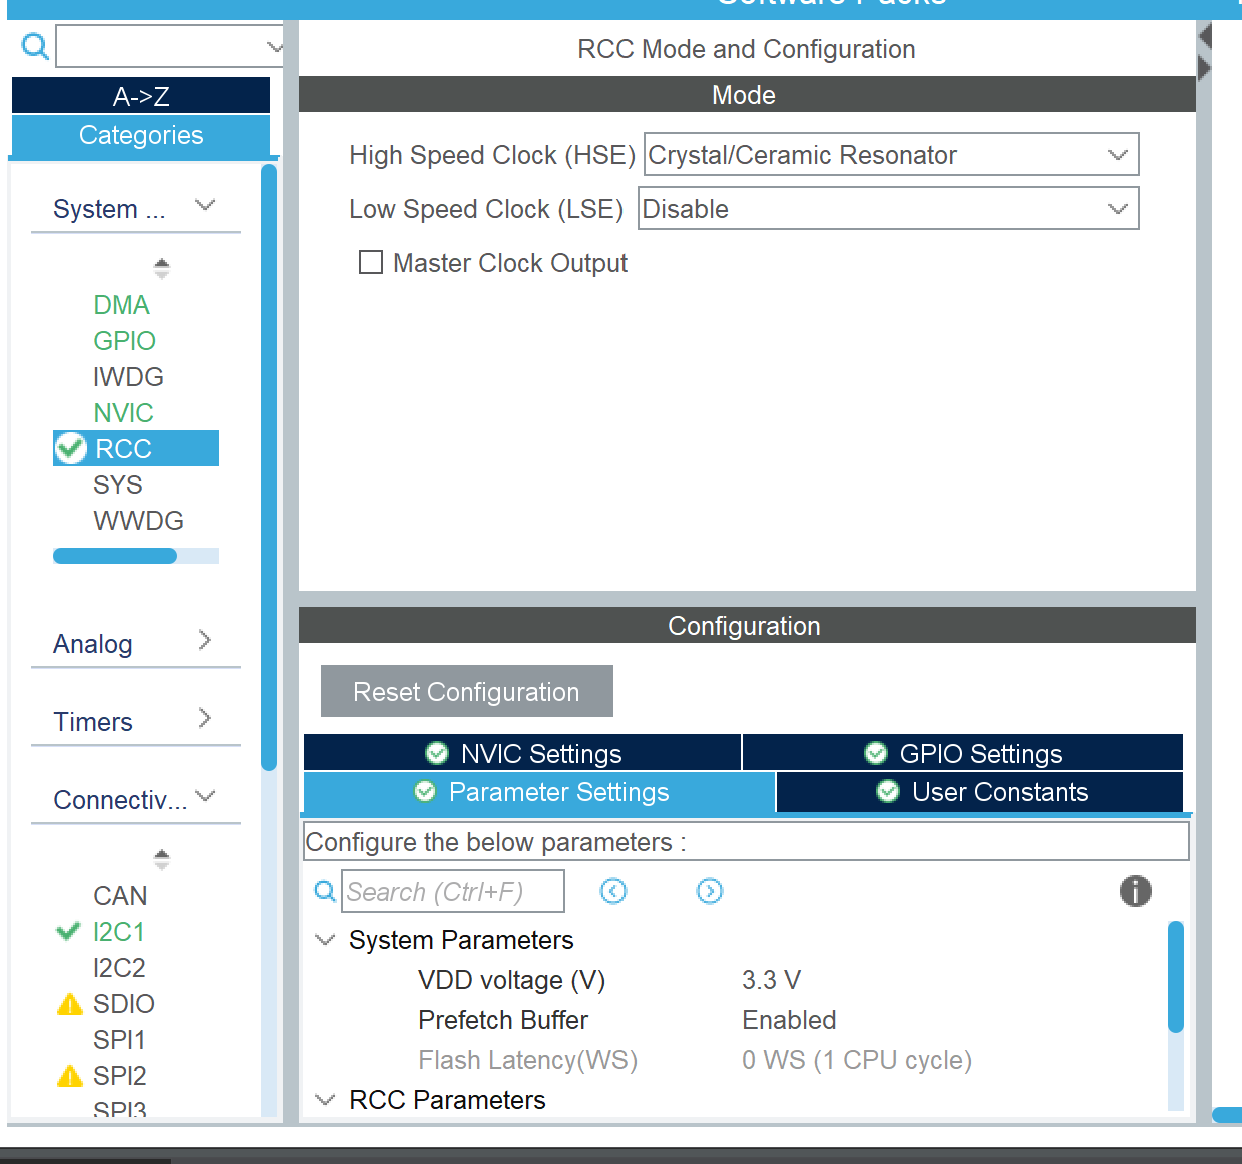 Software Packs
RCC Mode and Configuration
A->Z
Categories
System ...
DMA
GPIO
IWDG
NVIC
RCC
SYS
WWDG
Analog
Timers
Connectiv...
CAN
I2C1
I2C2
SDIO
SPI1
SPI2
SPI3
Mode
High Speed Clock (HSE) Crystal/Ceramic Resonator
Low Speed Clock (LSE) Disable
Master Clock Output
Configuration
Reset Configuration
NVIC Settings GPIO Settings
Parameter Settings User Constants
Configure the below parameters :
Search (Ctrl+F)
System Parameters
VDD voltage (V) 3.3 V
Prefetch Buffer Enabled
Flash Latency(WS) 0 WS (1 CPU cycle)
RCC Parameters